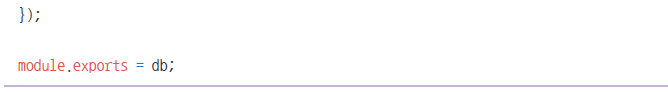 });
module.exports = db;